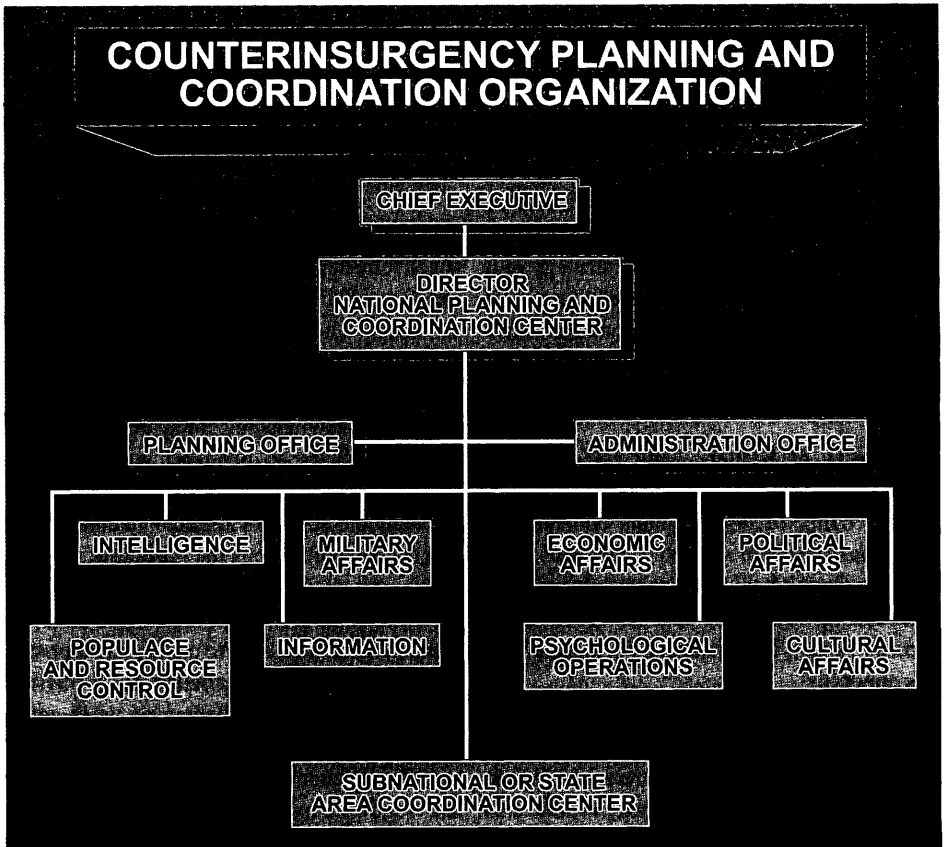 COUNTERINSURGENCY PLANNING AND
COORDINATION ORGANIZATION
CHIEF EXECUTIVE
DIRECTOR
NATIONAL PLANNING AND
COORDINATION CENTER
PLANNING OFFICE
ADMINISTRATION OFFICE
INTELLIGENCE
MILITARY
AFFAIRS
ECONOMIC
AFFAIRS
POLITICAL
AFFAIRS
POPULACE
AND RESOURCE
CONTROL
INFORMATION
PSYCHOLOGICAL
OPERATIONS
CULTURAL
AFFAIRS
SUBNATIONAL OR STATE
AREA COORDINATION CENTER